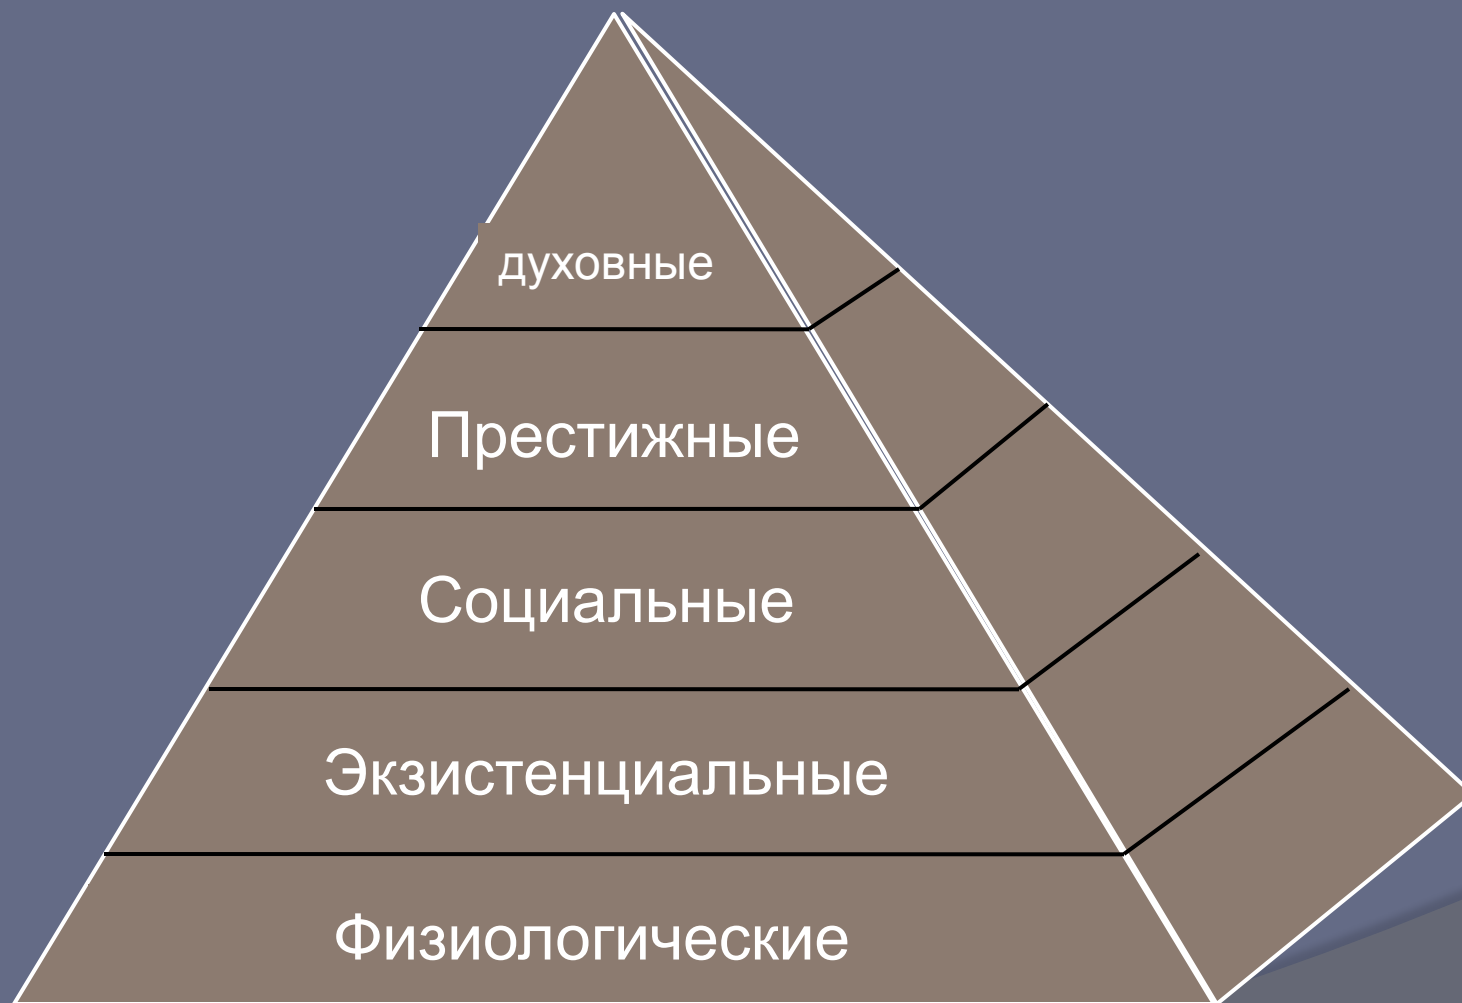 духовные
Престижные
Социальные
Экзистенциальные
Физиологические